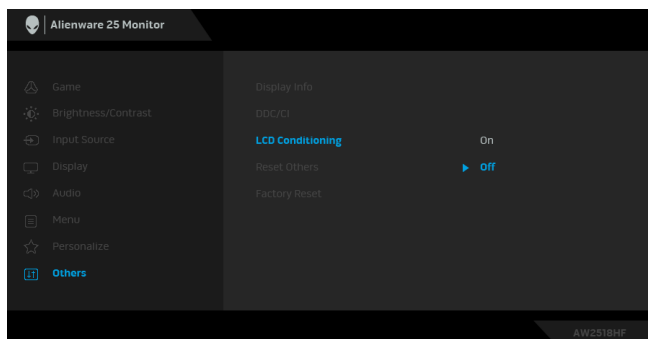 Alienware 25 Monitor
Game
Brightness/Contrast
Input Source
Display
Audio
Menu
Personalize
Others
Display Info
DDC/CI
LCD Conditioning On
Reset Others Off
Factory Reset
AW2518HF